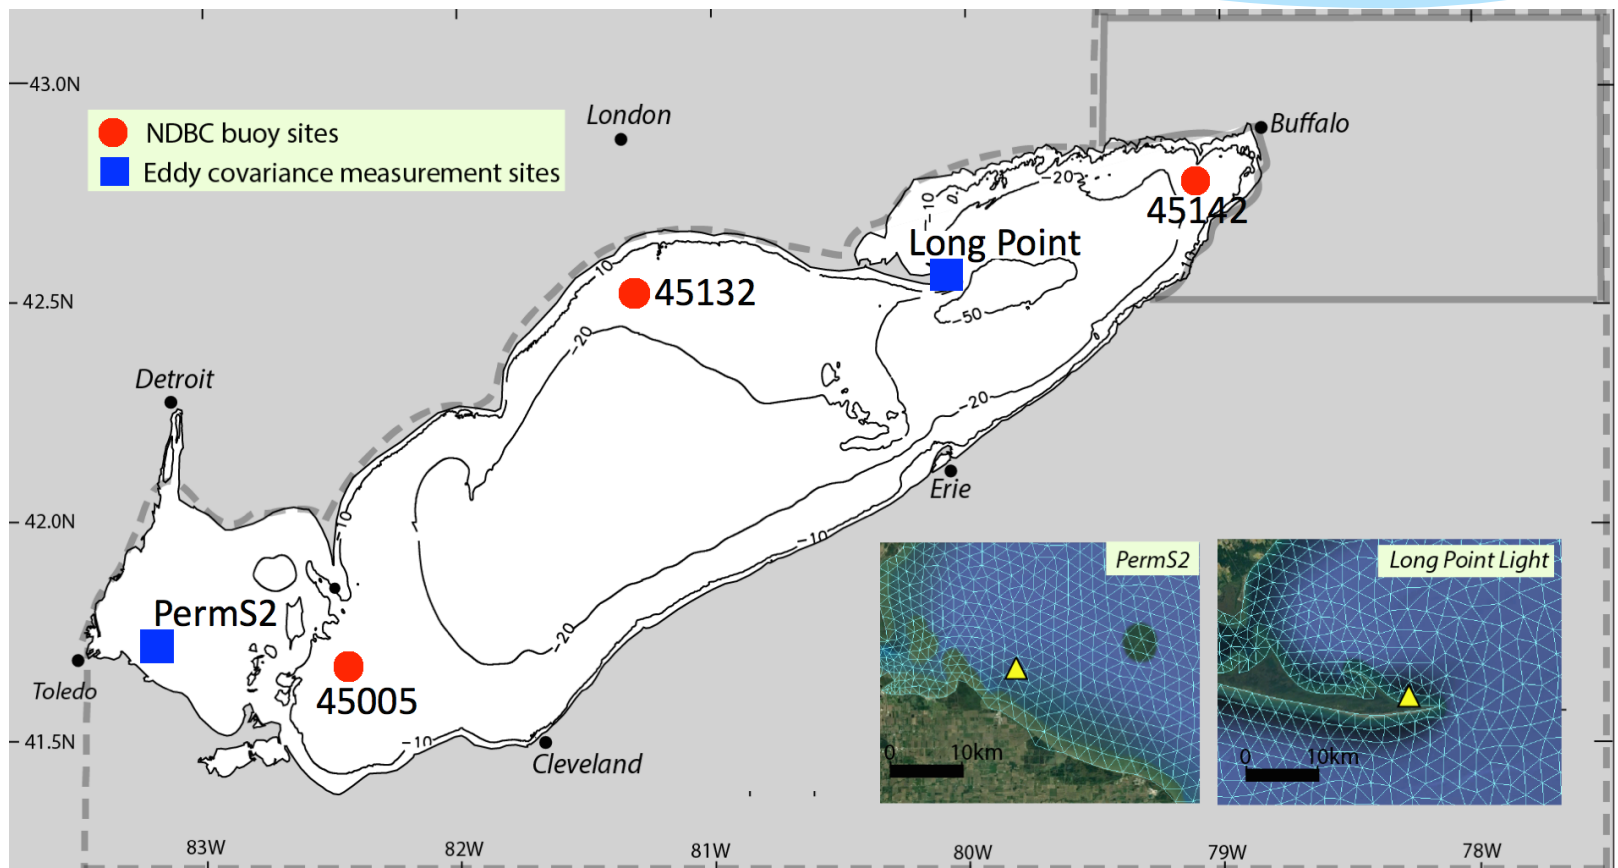 43.0N
NDBC buoy sites
Eddy covariance measurement sites
London
Buffalo
-20
-10
0
45142
Long Point
10
10
45132
42.5N
-50
-20
0
Detroit
-20
Erie
42.0N
-10
-10
PermS2
Long Point Light
PermS2
-20
Toledo
45005
0
10km
0
10km
41.5N
-10
Cleveland
83W
82W
81W
80W
79W
78W